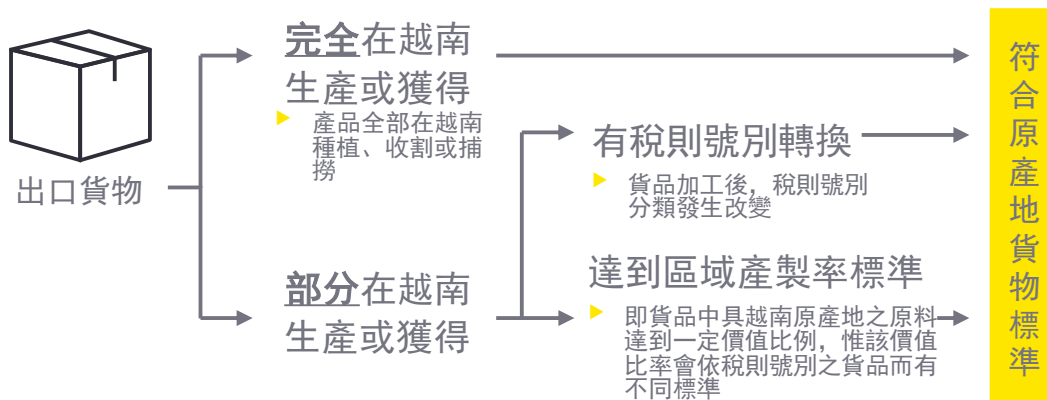 出口貨物
完全在越南
生產或獲得
產品全部在越南
種植、收割或捕
撈
部分在越南
生產或獲得
有稅則號別轉換
貨品加工後，稅則號別
分類發生改變
達到區域產製率標準
即貨品中具越南原產地之原料
達到一定價值比例，惟該價值
比率會依稅則號別之貨品而有
不同標準
符合原產地貨物標準